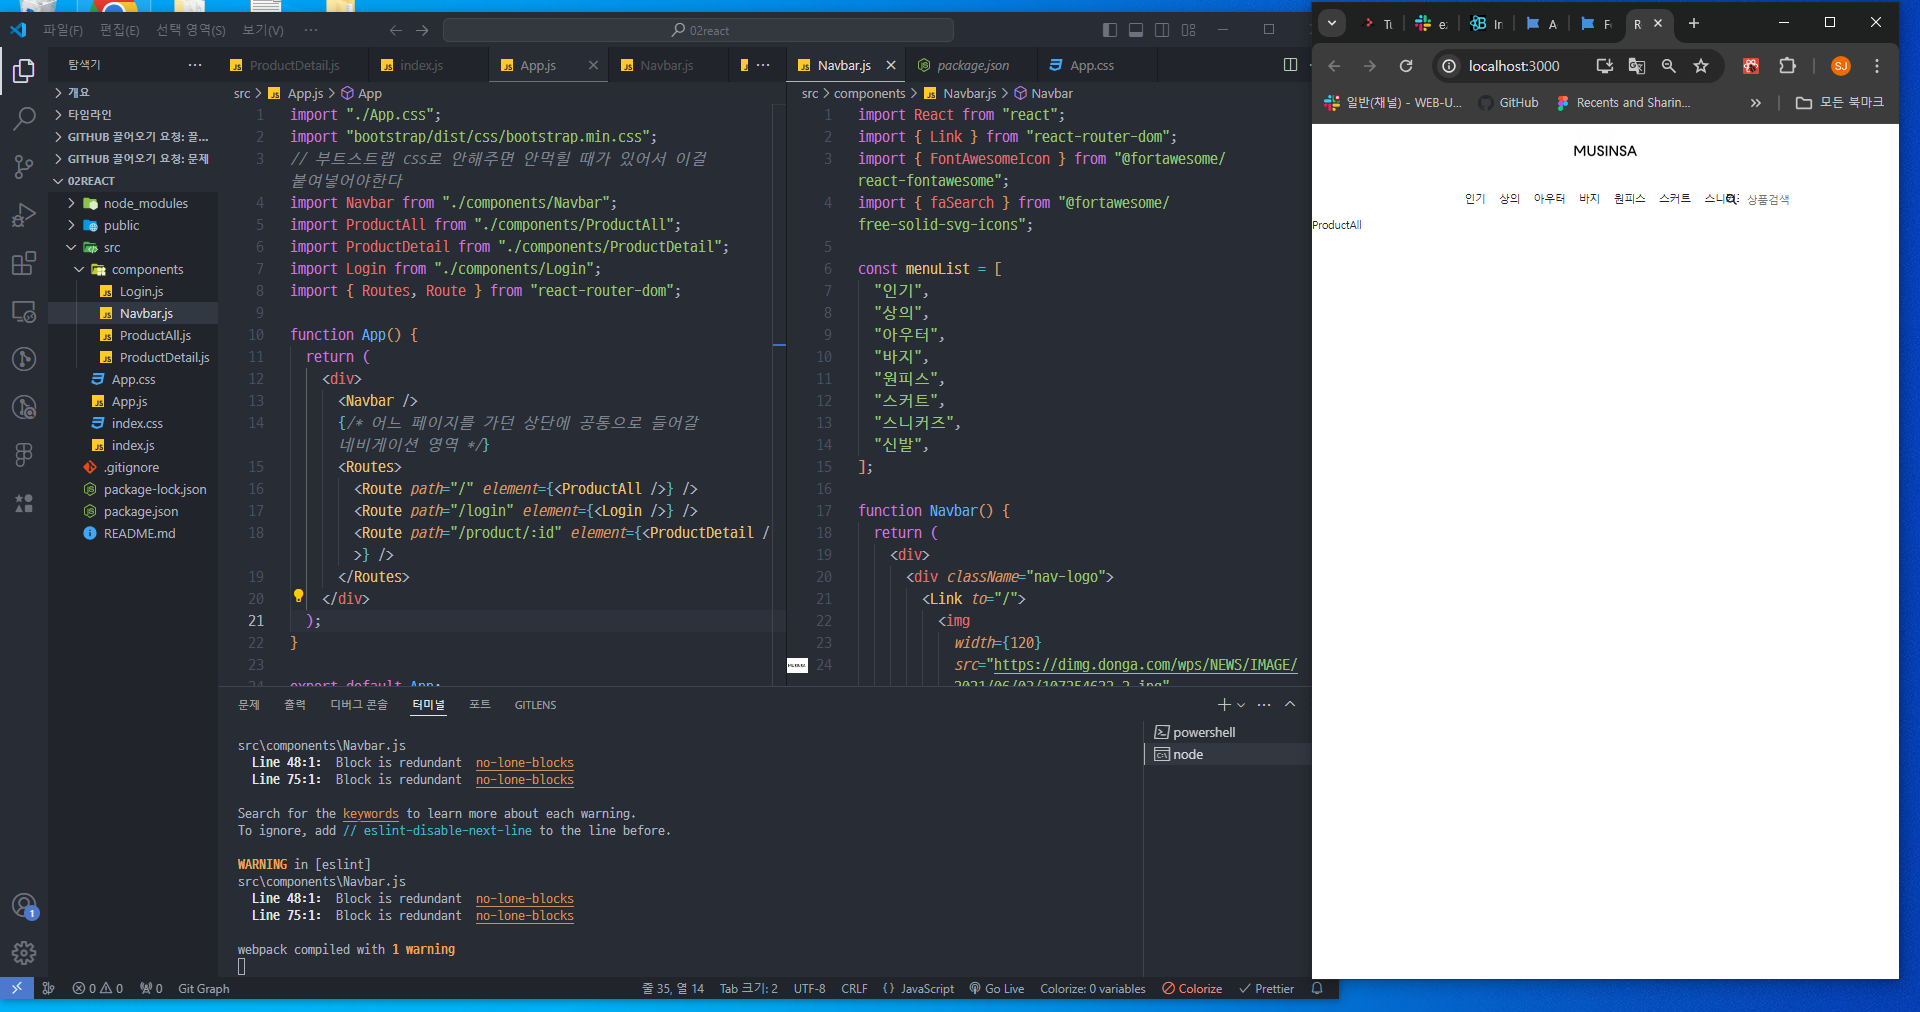 파일(F) 편집(E) 선택 영역(S) 보기(V) ··· 02react
탐색기 ···
개요
타임라인
GITHUB 끌어오기 요청: 끌...
GITHUB 끌어오기 요청: 문제
02REACT
node_modules
public
src
components
Login.js
Navbar.js
ProductAll.js
ProductDetail.js
App.css
App.js
index.css
index.js
.gitignore
package-lock.json
package.json
README.md
1
ProductDetail.js index.js App.js Navbar.js ···
src > App.js > App
1 import "./App.css";
2 import "bootstrap/dist/css/bootstrap.min.css";
3 // 부트스트랩 css로 안해주면 안먹힐 때가 있어서 이걸
붙여넣어야한다
4 import Navbar from "./components/Navbar";
5 import ProductAll from "./components/ProductAll";
6 import ProductDetail from "./components/ProductDetail";
7 import Login from "./components/Login";
8 import { Routes, Route } from "react-router-dom";
9
10 function App() {
11 return (
12 <div>
13 <Navbar />
14 {/* 어느 페이지를 가던 상단에 공통으로 들어갈
네비게이션 영역 */}
15 <Routes>
16 <Route path="/" element={<ProductAll />} />
17 <Route path="/login" element={<Login />} />
18 <Route path="/product/:id" element={<ProductDetail /
>} />
19 </Routes>
20 </div>
21 );
22 }
23
24 export default App;
Navbar.js package.json App.css
src > components > Navbar.js > Navbar
1 import React from "react";
2 import { Link } from "react-router-dom";
3 import { FontAwesomeIcon } from "@fortawesome/
react-fontawesome";
4 import { faSearch } from "@fortawesome/
free-solid-svg-icons";
5
6 const menuList = [
7 "인기",
8 "상의",
9 "아우터",
10 "바지",
11 "원피스",
12 "스커트",
13 "스니커즈",
14 "신발",
15 ];
16
17 function Navbar() {
18 return (
19 <div>
20 <div className="nav-logo">
21 <Link to="/">
22 <img
23 width={120}
24 src="https://dimg.donga.com/wps/NEWS/IMAGE/
2021/06/02/107254622.2.jpg"
문제 출력 디버그 콘솔 터미널 포트 GITLENS
src\components\Navbar.js
Line 48:1: Block is redundant no-lone-blocks
Line 75:1: Block is redundant no-lone-blocks
Search for the keywords to learn more about each warning.
To ignore, add // eslint-disable-next-line to the line before.
WARNING in [eslint]
src\components\Navbar.js
Line 48:1: Block is redundant no-lone-blocks
Line 75:1: Block is redundant no-lone-blocks
webpack compiled with 1 warning
powershell
node
0 0 0 Git Graph 줄 35, 열 14 Tab 크기: 2 UTF-8 CRLF {} JavaScript Go Live Colorize: 0 variables Colorize Prettier
R
localhost:3000 SJ
일반(채널) - WEB-U... GitHub Recents and Sharin... » 모든 북마크
MUSINSA
인기 상의 아우터 바지 원피스 스커트 스니 상품검색
ProductAll